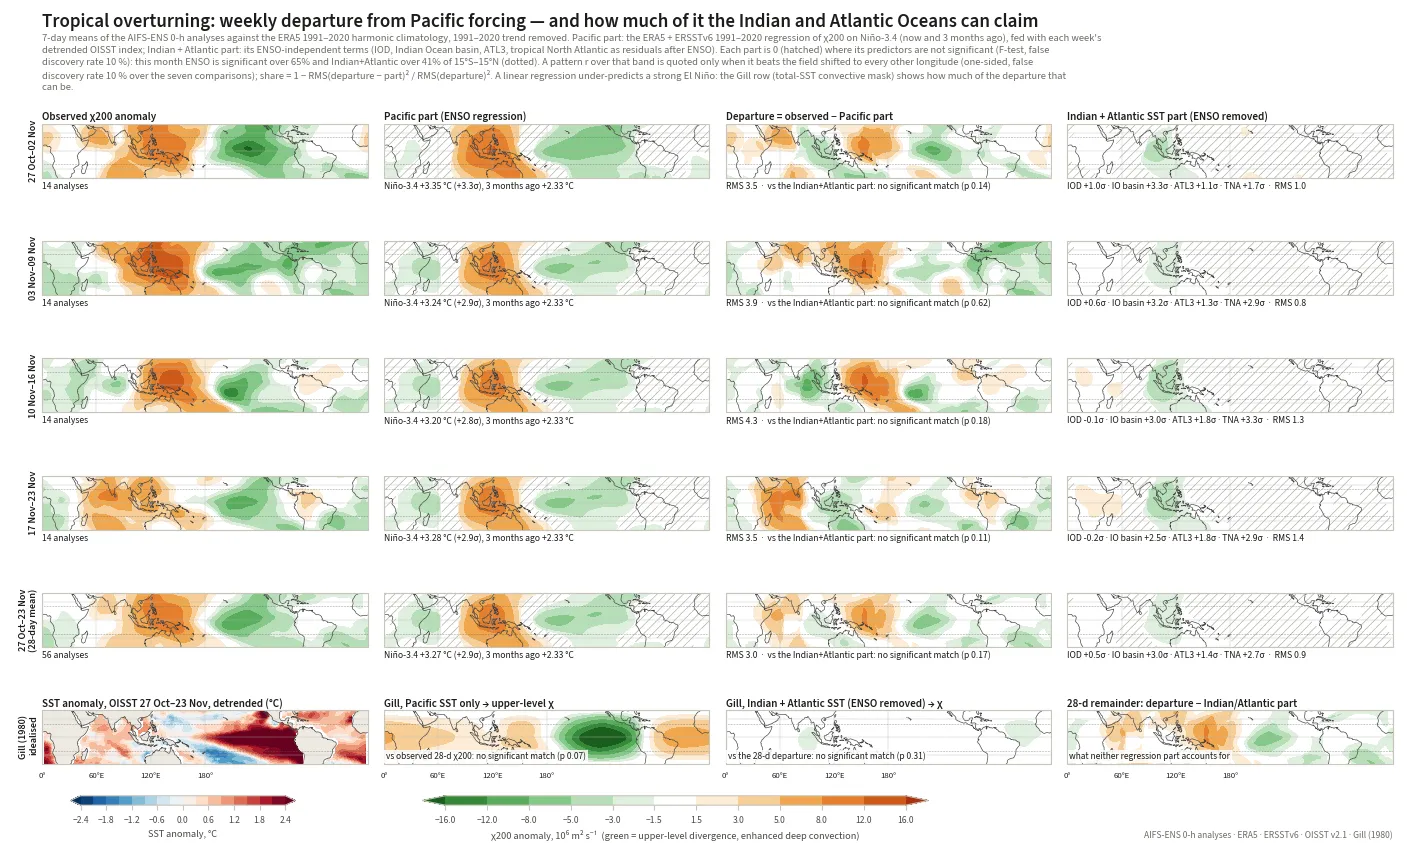 Tropical overturning: weekly departure from Pacific forcing — and how much of it the Indian and Atlantic Oceans can claim
7-day means of the AIFS-ENS 0-h analyses against the ERA5 1991–2020 harmonic climatology, 1991–2020 trend removed. Pacific part: the ERA5 + ERSSTv6 1991–2020 regression of χ200 on Niño-3.4 (now and 3 months ago), fed with each week's
detrended OISST index; Indian + Atlantic part: its ENSO-independent terms (IOD, Indian Ocean basin, ATL3, tropical North Atlantic as residuals after ENSO). Each part is 0 (hatched) where its predictors are not significant (F-test, false
discovery rate 10 %): this month ENSO is significant over 65% and Indian+Atlantic over 41% of 15°S–15°N (dotted). A pattern r over that band is quoted only when it beats the field shifted to every other longitude (one-sided, false
discovery rate 10 % over the seven comparisons); share = 1 − RMS(departure − part)² / RMS(departure)². A linear regression under-predicts a strong El Niño: the Gill row (total-SST convective mask) shows how much of the departure that
can be.
Observed χ200 anomaly
Pacific part (ENSO regression)
Departure = observed − Pacific part
Indian + Atlantic SST part (ENSO removed)
27 Oct–02 Nov
14 analyses
Niño-3.4 +3.35 °C (+3.3σ), 3 months ago +2.33 °C
RMS 3.5 · vs the Indian+Atlantic part: no significant match (p 0.14)
IOD +1.0σ · IO basin +3.3σ · ATL3 +1.1σ · TNA +1.7σ · RMS 1.0
03 Nov–09 Nov
14 analyses
Niño-3.4 +3.24 °C (+2.9σ), 3 months ago +2.33 °C
RMS 3.9 · vs the Indian+Atlantic part: no significant match (p 0.62)
IOD +0.6σ · IO basin +3.2σ · ATL3 +1.3σ · TNA +2.9σ · RMS 0.8
10 Nov–16 Nov
14 analyses
Niño-3.4 +3.20 °C (+2.8σ), 3 months ago +2.33 °C
RMS 4.3 · vs the Indian+Atlantic part: no significant match (p 0.18)
IOD -0.1σ · IO basin +3.0σ · ATL3 +1.8σ · TNA +3.3σ · RMS 1.3
17 Nov–23 Nov
14 analyses
Niño-3.4 +3.28 °C (+2.9σ), 3 months ago +2.33 °C
RMS 3.5 · vs the Indian+Atlantic part: no significant match (p 0.11)
IOD -0.2σ · IO basin +2.5σ · ATL3 +1.8σ · TNA +2.9σ · RMS 1.4
27 Oct–23 Nov
(28-day mean)
56 analyses
Niño-3.4 +3.27 °C (+2.9σ), 3 months ago +2.33 °C
RMS 3.0 · vs the Indian+Atlantic part: no significant match (p 0.17)
IOD +0.5σ · IO basin +3.0σ · ATL3 +1.4σ · TNA +2.7σ · RMS 0.9
SST anomaly, OISST 27 Oct–23 Nov, detrended (°C)
Gill, Pacific SST only → upper-level χ
Gill, Indian + Atlantic SST (ENSO removed) → χ
28-d remainder: departure − Indian/Atlantic part
Gill (1980)
idealised
vs observed 28-d χ200: no significant match (p 0.07)
vs the 28-d departure: no significant match (p 0.31)
what neither regression part accounts for
0° 60°E 120°E 180°
0° 60°E 120°E 180°
0° 60°E 120°E 180°
0° 60°E 120°E 180°
−2.4 −1.8 −1.2 −0.6 0.0 0.6 1.2 1.8 2.4
SST anomaly, °C
−16.0 −12.0 −8.0 −5.0 −3.0 −1.5 1.5 3.0 5.0 8.0 12.0 16.0
χ200 anomaly, 10⁶ m² s⁻¹ (green = upper-level divergence, enhanced deep convection)
AIFS-ENS 0-h analyses · ERA5 · ERSSTv6 · OISST v2.1 · Gill (1980)